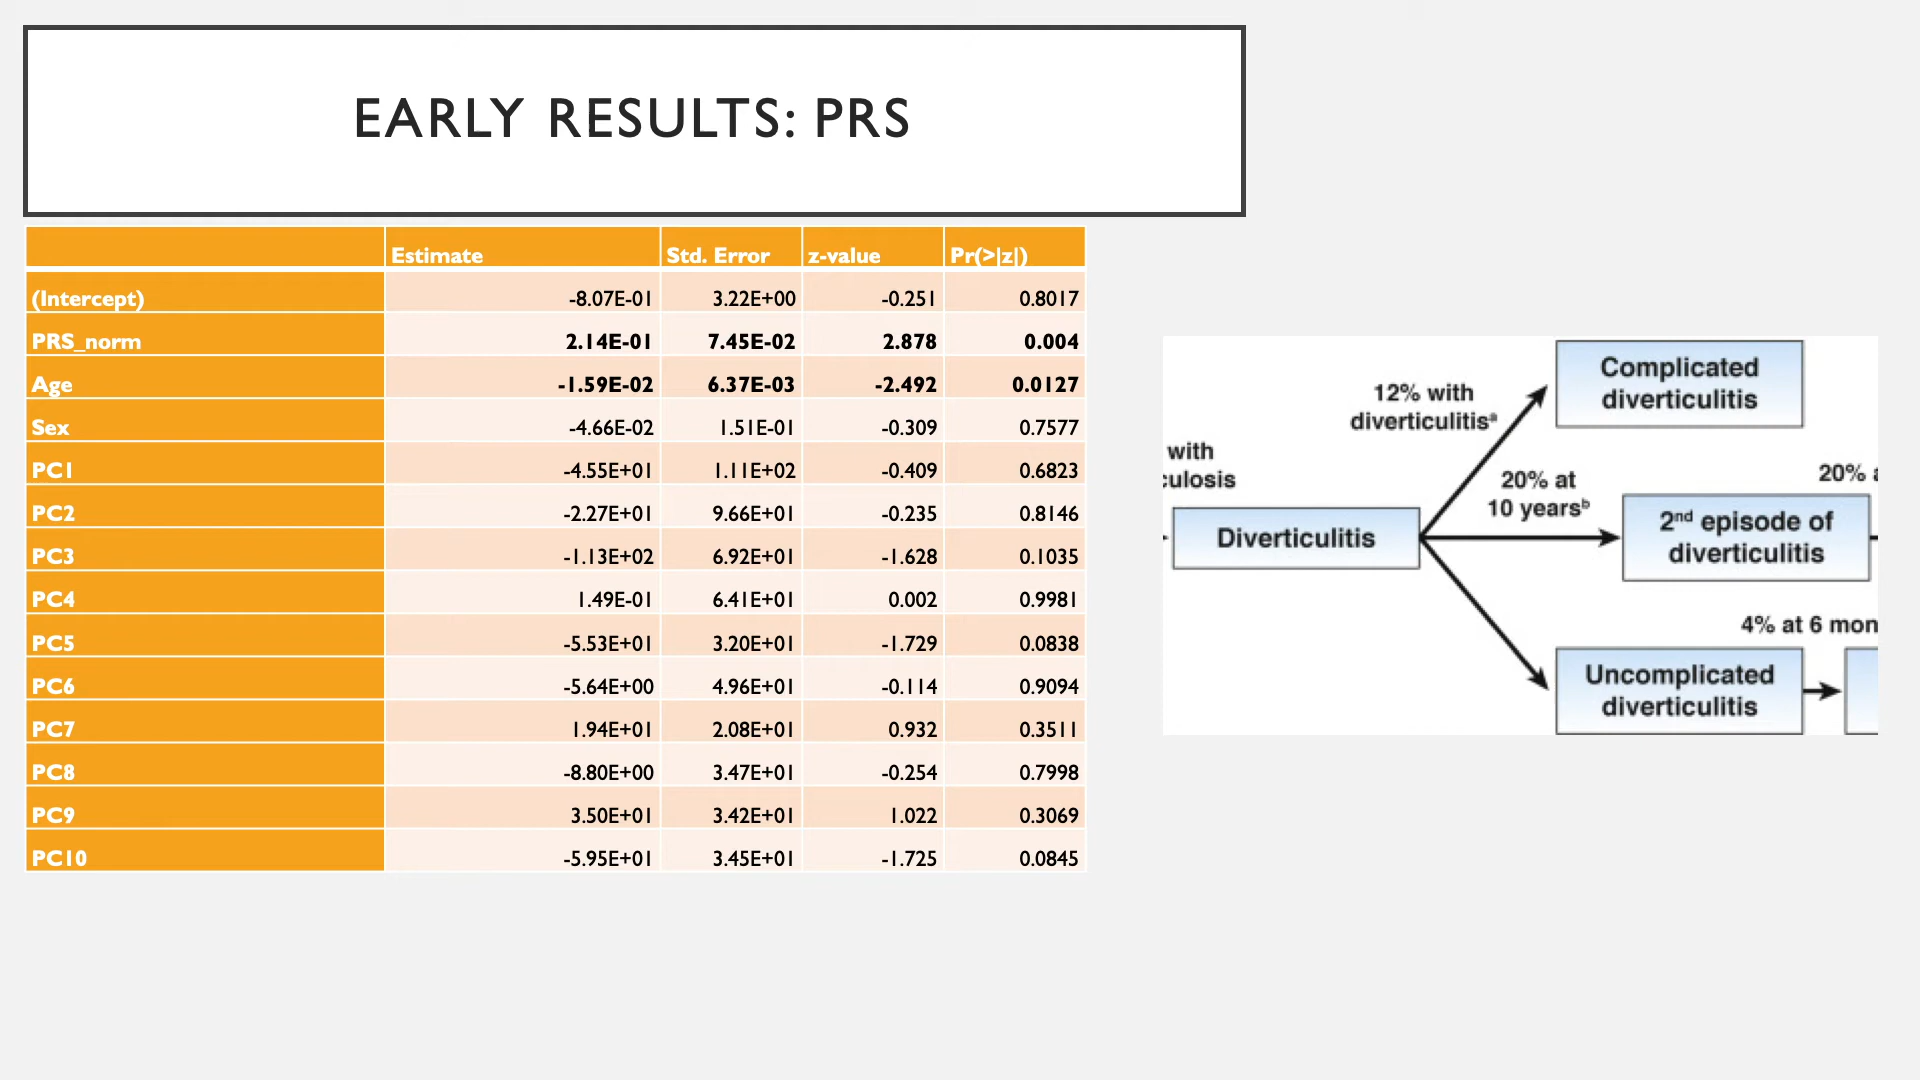 EARLY RESULTS: PRS
Estimate Std. Error z-value Pr(>|z|)
(Intercept) -8.07E-01 3.22E+00 -0.251 0.8017
PRS_norm 2.14E-01 7.45E-02 2.878 0.004
Age -1.59E-02 6.37E-03 -2.492 0.0127
Sex -4.66E-02 1.51E-01 -0.309 0.7577
PC1 -4.55E+01 1.11E+02 -0.409 0.6823
PC2 -2.27E+01 9.66E+01 -0.235 0.8146
PC3 -1.13E+02 6.92E+01 -1.628 0.1035
PC4 1.49E-01 6.41E+01 0.002 0.9981
PC5 -5.53E+01 3.20E+01 -1.729 0.0838
PC6 -5.64E+00 4.96E+01 -0.114 0.9094
PC7 1.94E+01 2.08E+01 0.932 0.3511
PC8 -8.80E+00 3.47E+01 -0.254 0.7998
PC9 3.50E+01 3.42E+01 1.022 0.3069
PC10 -5.95E+01 3.45E+01 -1.725 0.0845
with
culosis
Diverticulitis
12% with
diverticulitisᵃ
Complicated
diverticulitis
20% at
10 yearsᵇ
2ⁿᵈ episode of
diverticulitis
20%
4% at 6 mon
Uncomplicated
diverticulitis